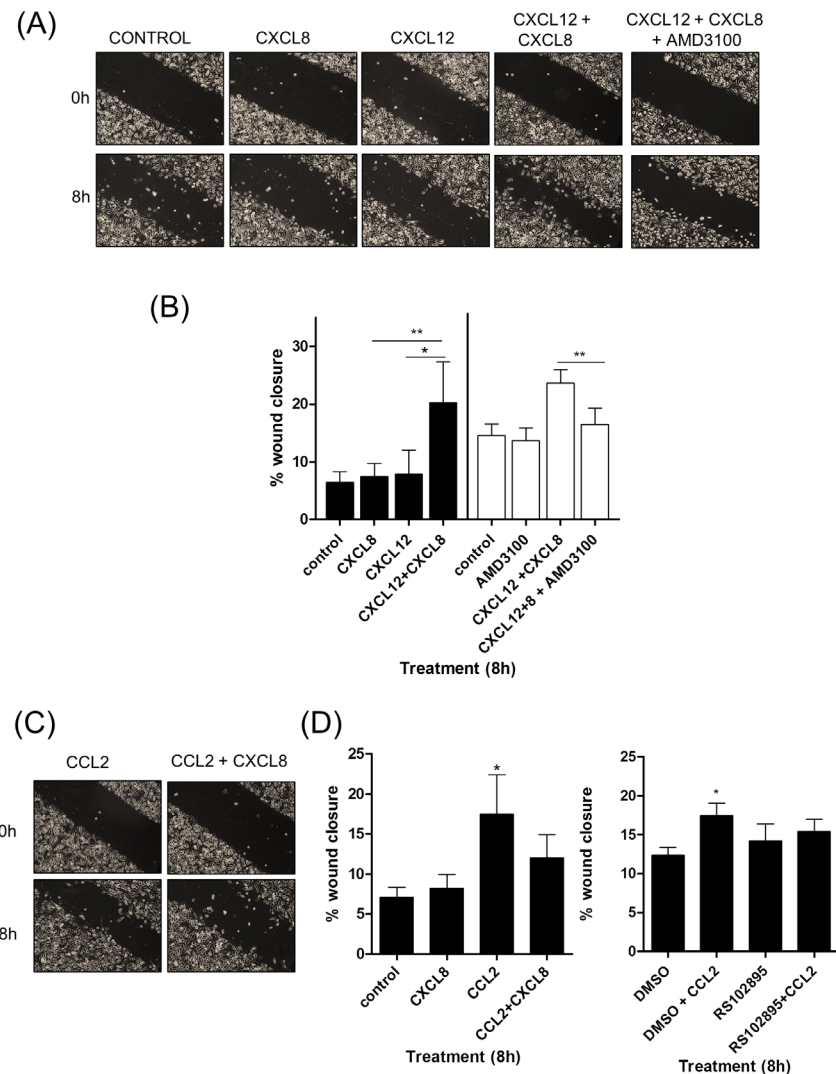 (A)
CONTROL
CXCL8
CXCL12
CXCL12 +
CXCL8
CXCL12 + CXCL8
+ AMD3100
0h
8h
(B)
% wound closure
30
20
10
0
**
*
**
control
CXCL8
CXCL12
CXCL12+CXCL8
control
AMD3100
CXCL12 +CXCL8
CXCL12+8 + AMD3100
Treatment (8h)
(C)
CCL2
CCL2 + CXCL8
0h
8h
(D)
% wound closure
25
20
15
10
5
0
*
control
CXCL8
CCL2
CCL2+CXCL8
Treatment (8h)
% wound closure
25
20
15
10
5
0
*
DMSO
DMSO + CCL2
RS102895
RS102895+CCL2
Treatment (8h)